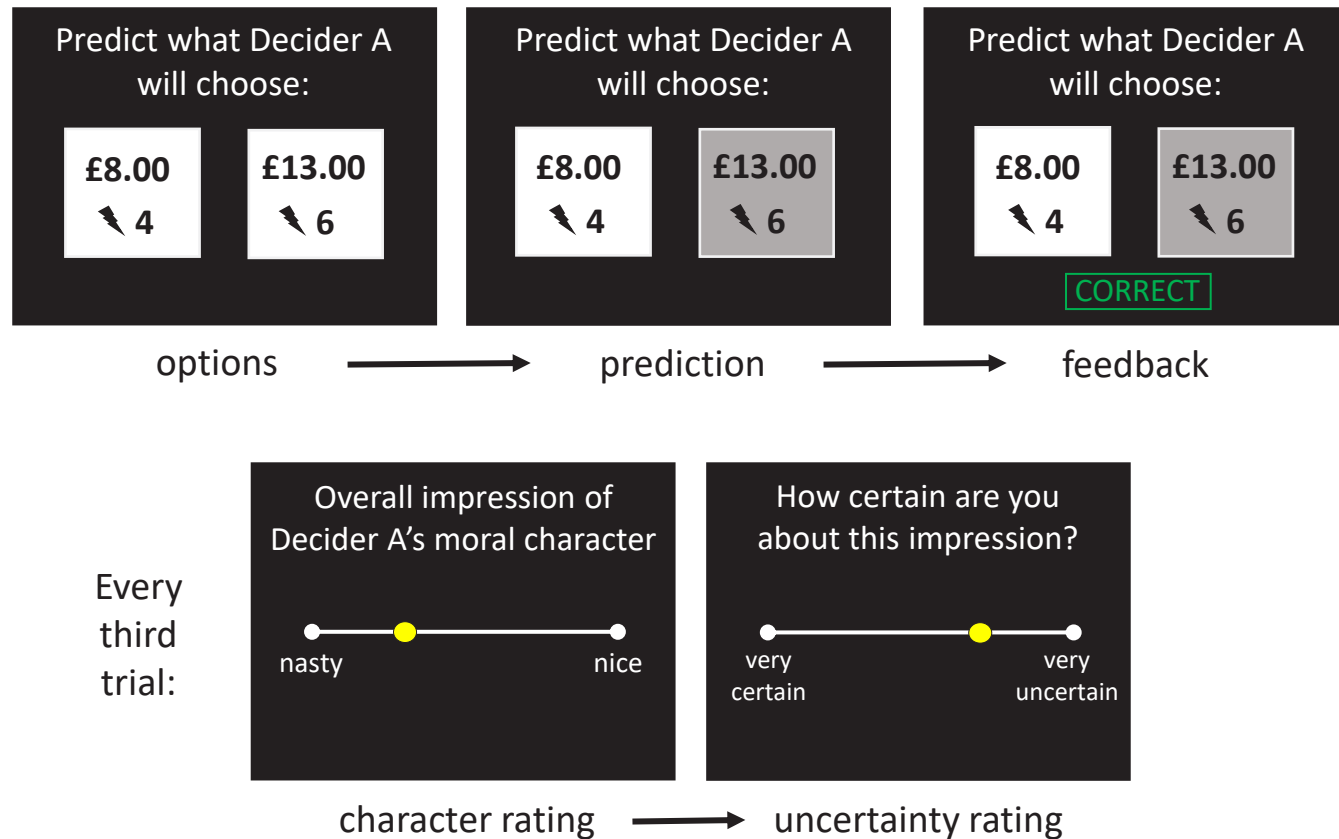 Predict what Decider A
will choose:
£8.00
4
£13.00
6
options
Predict what Decider A
will choose:
£8.00
4
£13.00
6
prediction
Predict what Decider A
will choose:
£8.00
4
£13.00
6
CORRECT
feedback
Every
third
trial:
Overall impression of
Decider A's moral character
nasty
nice
character rating
How certain are you
about this impression?
very
certain
very
uncertain
uncertainty rating